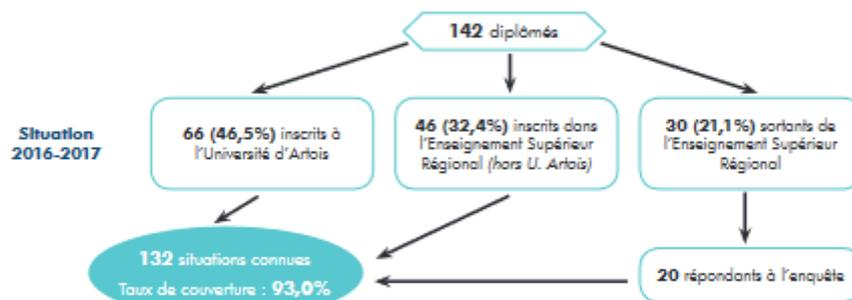 142 diplômés
Situation
2016-2017
66 (46,5%) inscrits à
l'Université d'Artois
46 (32,4%) inscrits dans
l'Enseignement Supérieur
Régional (hors U. Artois)
30 (21,1%) sortants de
l'Enseignement Supérieur
Régional
132 situations connues
Taux de couverture : 93,0%
20 répondants à l'enquête